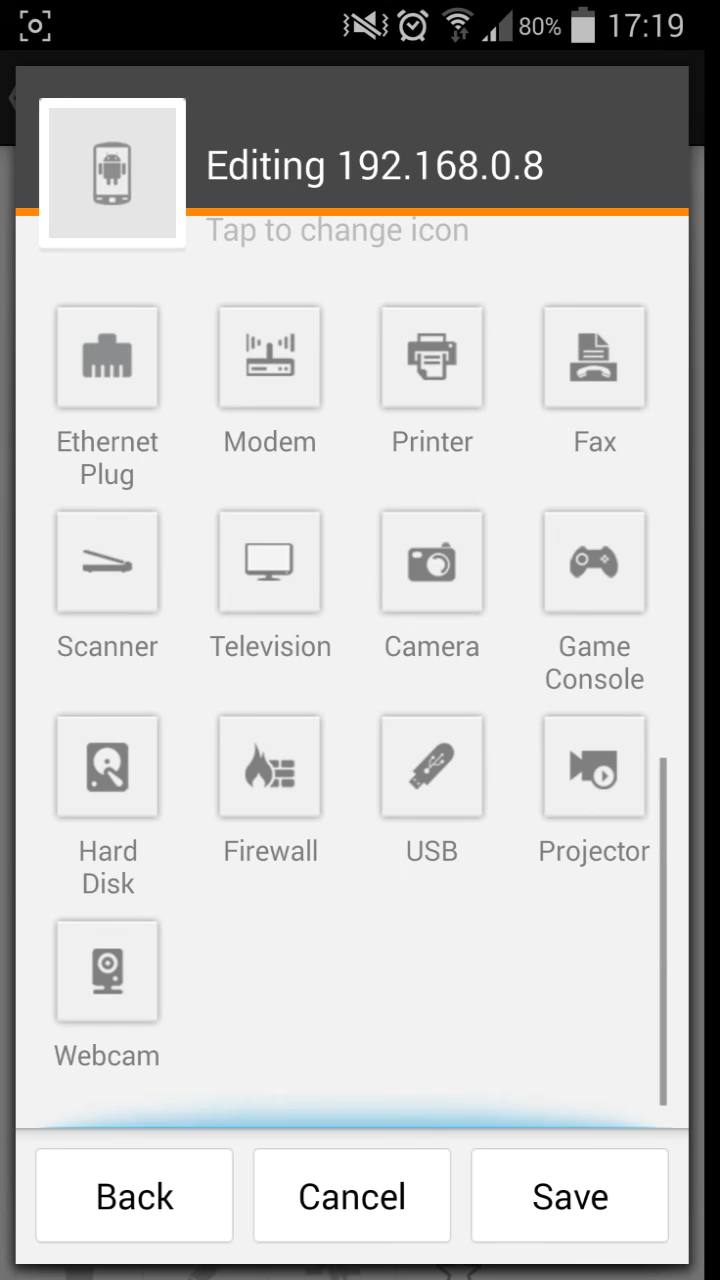 80% 17:19
Editing 192.168.0.8
Tap to change icon
Ethernet Plug Modem Printer Fax
Scanner Television Camera Game Console
Hard Disk Firewall USB Projector
Webcam
Back Cancel Save